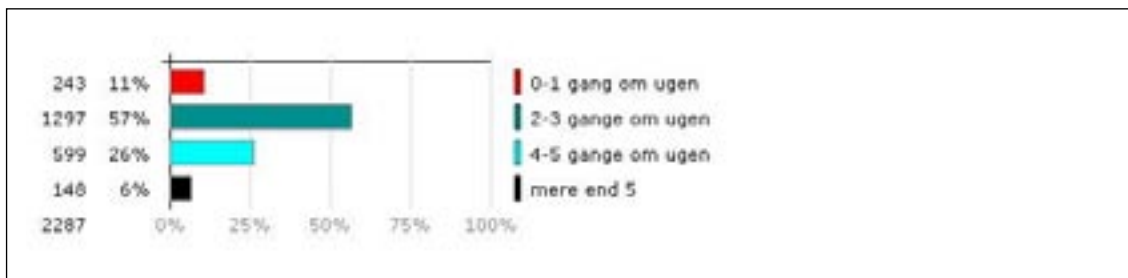 243 11% 0-1 gang om ugen
1297 57% 2-3 gange om ugen
599 26% 4-5 gange om ugen
148 6% mere end 5
2287 0% 25% 50% 75% 100%